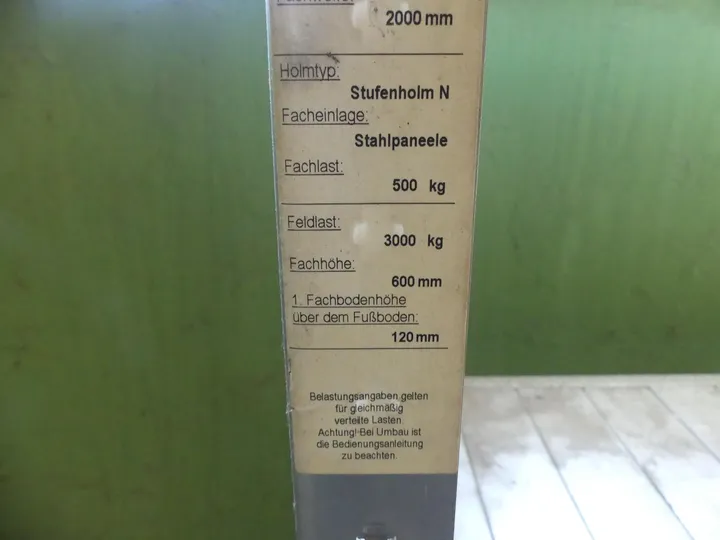 2000 mm
Holmtyp:
Stufenholm N
Facheinlage:
Stahlpaneele
Fachlast:
500 kg
Feldlast:
3000 kg
Fachhöhe:
600 mm
1. Fachbodenhöhe
über dem Fußboden:
120 mm
Belastungsangaben gelten
für gleichmäßig
verteilte Lasten.
Achtung! Bei Umbau ist
die Bedienungsanleitung
zu beachten.